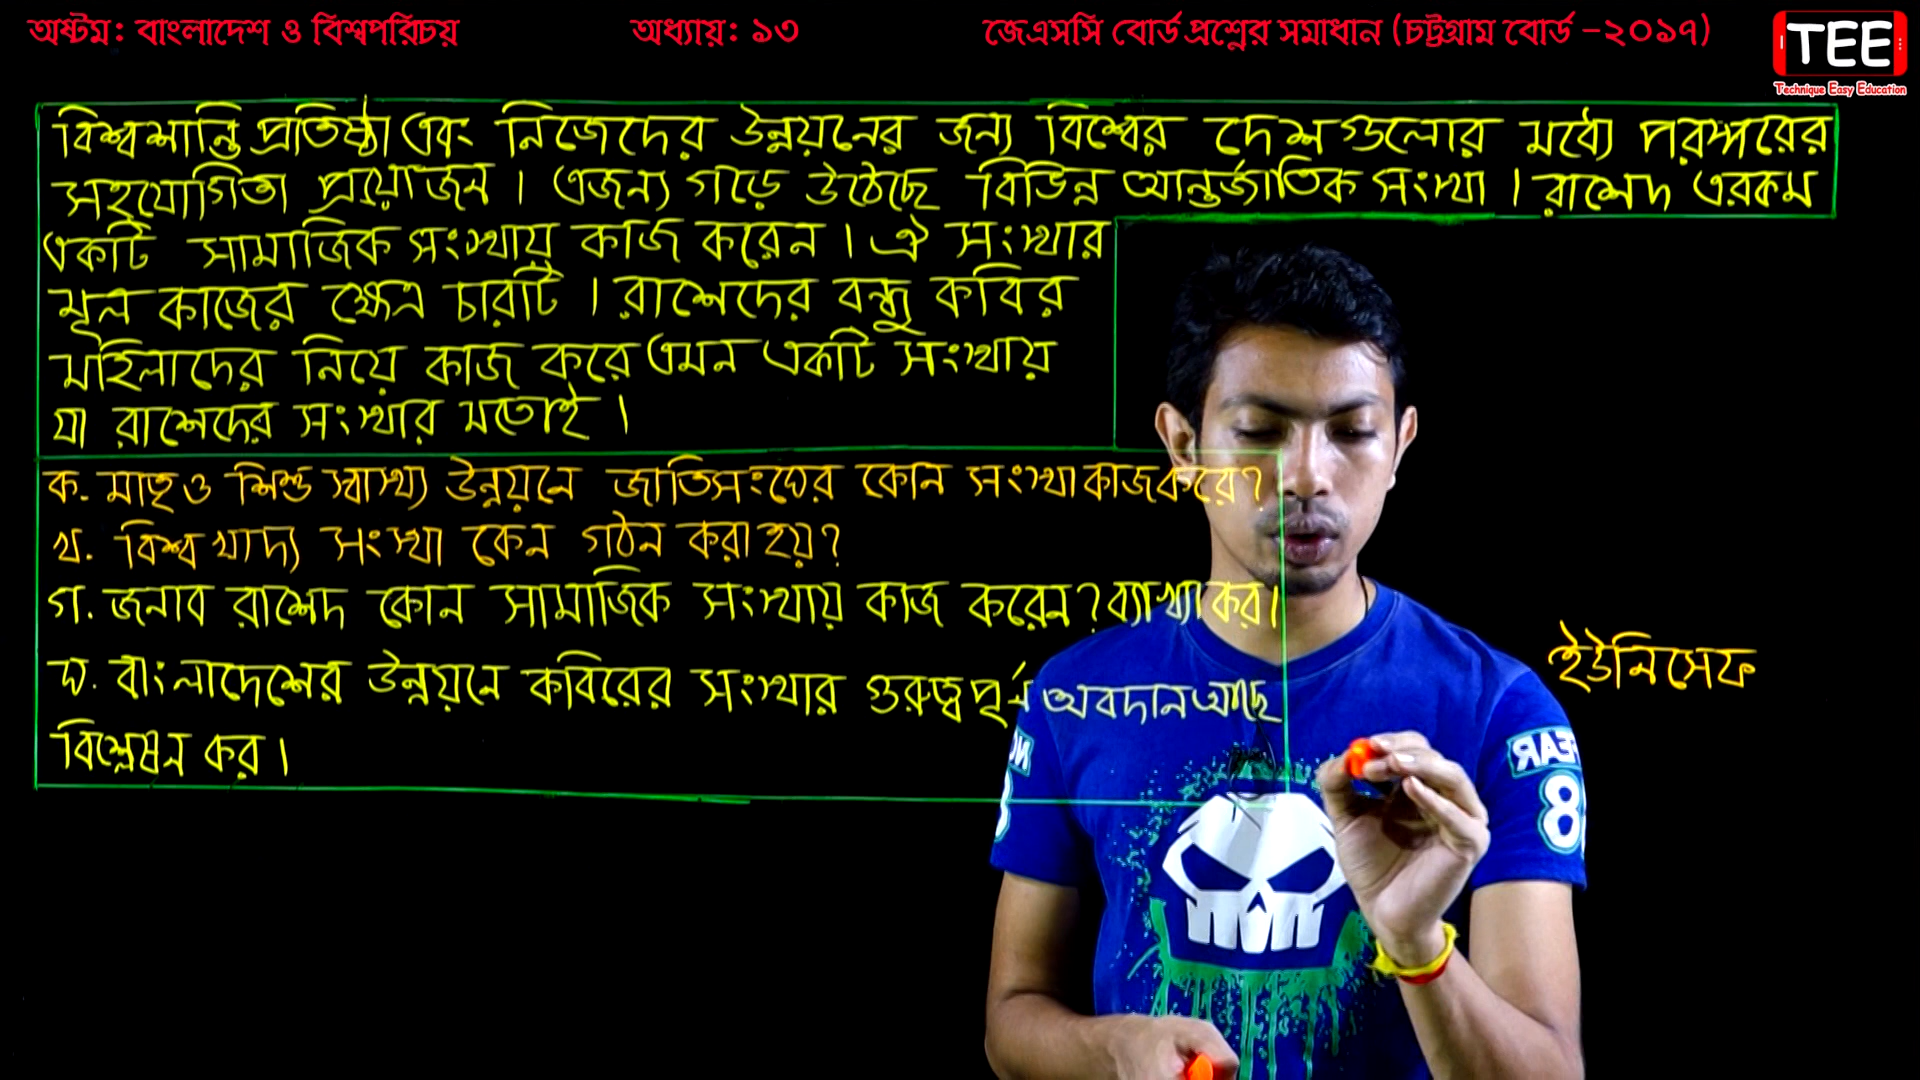 অষ্টম: বাংলাদেশ ও বিশ্বপরিচয় অধ্যায়: ১৩ জেএসসি বোর্ড প্রশ্নের সমাধান (চট্টগ্রাম বোর্ড -২০১৭)
TEE
Technique Easy Education
বিশ্বশান্তি প্রতিষ্ঠা এবং নিজেদের উন্নয়নের জন্য বিশ্বের দেশগুলোর মধ্যে পরস্পরের
সহযোগিতা প্রয়োজন । এজন্য গড়ে উঠেছে বিভিন্ন আন্তর্জাতিক সংস্থা । রাশেদ এরকম
একটি সামাজিক সংস্থায় কাজ করেন । ঐ সংস্থার
মূল কাজের ক্ষেত্র চারটি । রাশেদের বন্ধু কবির
মহিলাদের নিয়ে কাজ করে এমন একটি সংস্থায়
যা রাশেদের সংস্থার মতোই ।
ক. মাতৃ ও শিশু স্বাস্থ্য উন্নয়নে জাতিসংঘের কোন সংস্থা কাজ করে?
খ. বিশ্ব খাদ্য সংস্থা কেন গঠন করা হয়?
গ. জনাব রাশেদ কোন সামাজিক সংস্থায় কাজ করেন? ব্যাখ্যা কর।
ঘ. বাংলাদেশের উন্নয়নে কবিরের সংস্থার গুরুত্বপূর্ন অবদান আছে
বিশ্লেষন কর ।
ইউনিসেফ
FEAR
8